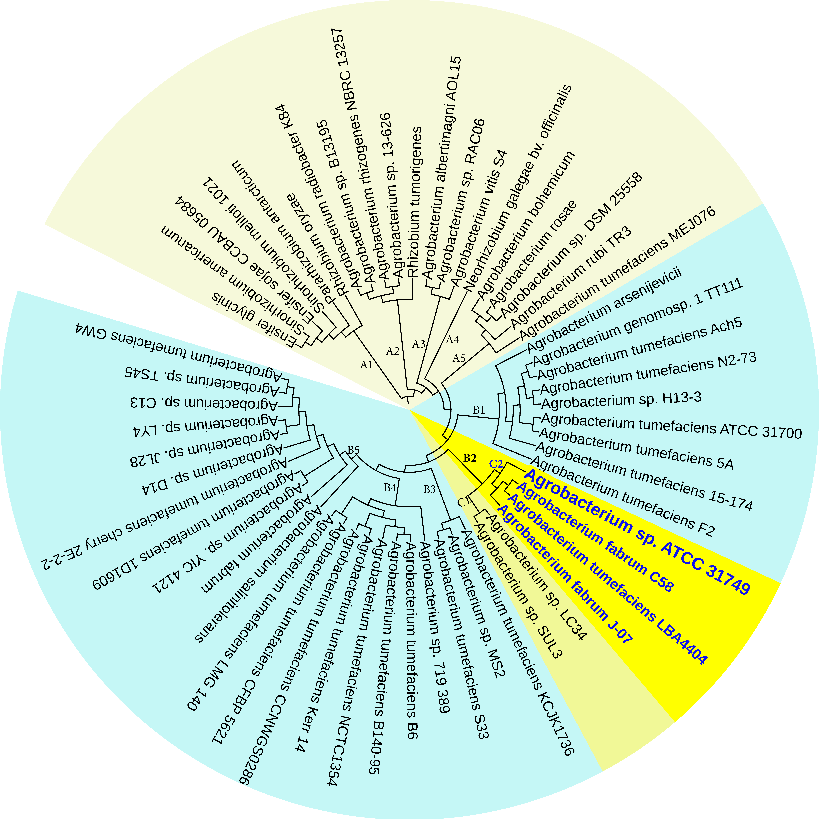 Ensifer glycinis
Sinorhizobium americanum
Ensifer sojae CCBAU 05684
Sinorhizobium meliloti 1021
Pararhizobium antarcticum
Rhizobium oryzae
Agrobacterium radiobacter K84
Agrobacterium sp. B13195
Agrobacterium rhizogenes NBRC 13257
Agrobacterium sp. 13-626
Rhizobium tumorigenes
Agrobacterium albertimagni AOL15
Agrobacterium sp. RAC06
Agrobacterium vitis S4
Neorhizobium galegae bv. officinalis
Agrobacterium bohemicum
Agrobacterium rosae
Agrobacterium sp. DSM 25558
Agrobacterium rubi TR3
Agrobacterium tumefaciens MEJ076
Agrobacterium arsenijevicii
Agrobacterium genomosp. 1 TT111
Agrobacterium tumefaciens Ach5
Agrobacterium tumefaciens N2-73
Agrobacterium sp. H13-3
Agrobacterium tumefaciens ATCC 31700
Agrobacterium tumefaciens 5A
Agrobacterium tumefaciens 15-174
Agrobacterium tumefaciens F2
Agrobacterium sp. ATCC 31749
Agrobacterium fabrum C58
Agrobacterium tumefaciens LBA4404
Agrobacterium fabrum J-07
Agrobacterium sp. LC34
Agrobacterium sp. SUL3
Agrobacterium tumefaciens KCJK1736
Agrobacterium sp. MS2
Agrobacterium tumefaciens S33
Agrobacterium sp. 719 389
Agrobacterium tumefaciens B6
Agrobacterium tumefaciens B140-95
Agrobacterium tumefaciens NCTC1354
Agrobacterium tumefaciens Kerr 14
Agrobacterium tumefaciens CCNWGS0286
Agrobacterium tumefaciens CFBP 5621
Agrobacterium tumefaciens LMG 140
Agrobacterium salinitolerans
Agrobacterium fabrum
Agrobacterium sp. YIC 4121
Agrobacterium tumefaciens 1D1609
Agrobacterium tumefaciens cherry 2E-2-2
Agrobacterium sp. D14
Agrobacterium sp. JL28
Agrobacterium sp. LY4
Agrobacterium sp. C13
Agrobacterium sp. TS45
Agrobacterium tumefaciens GW4
A1
A2
A3
A4
A5
B1
B2
C2
B3
B4
B5